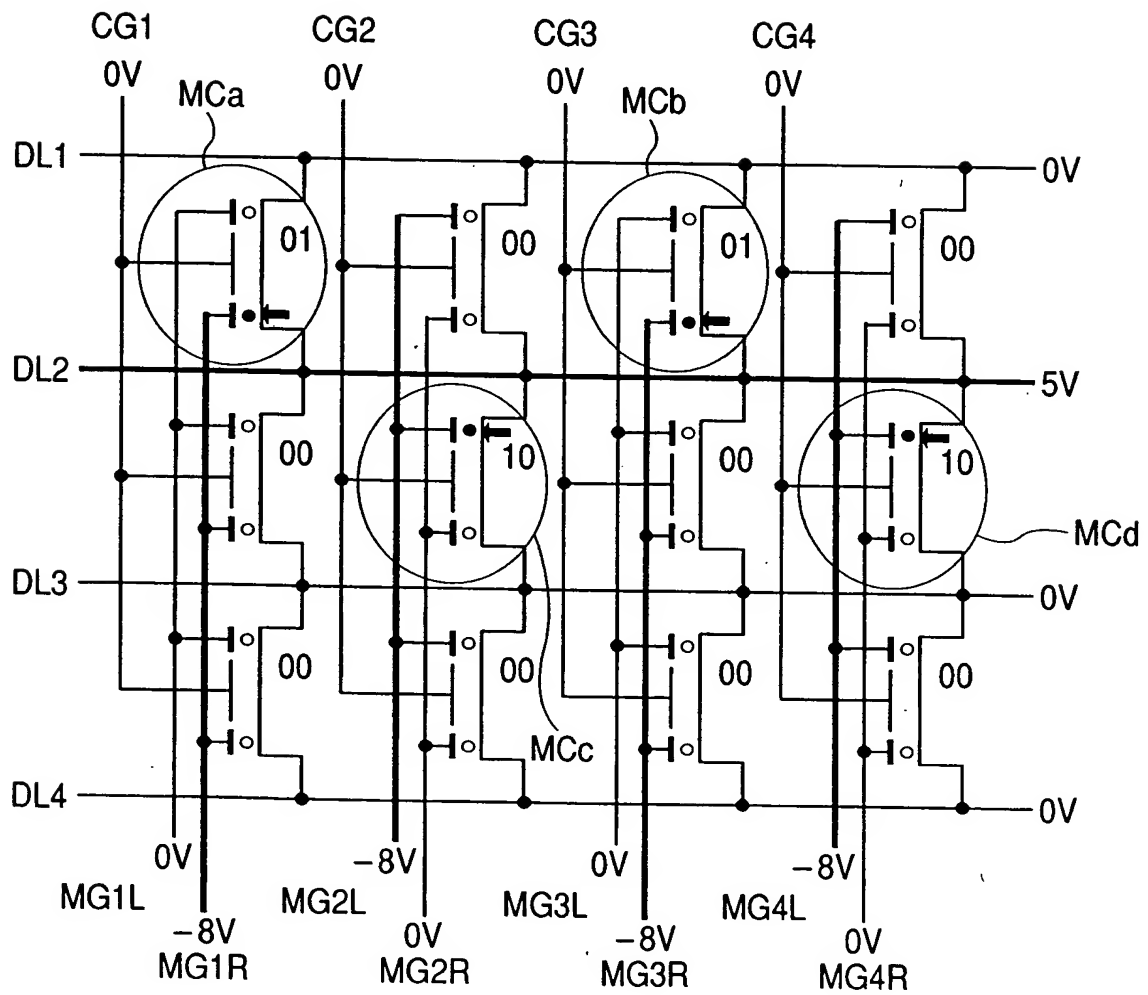 CG1 CG2 CG3 CG4
0V 0V 0V 0V
MCa MCb
DL1 0V
01 00 01 00
DL2 5V
00 10 00 10
MCd
DL3 0V
00 00 00 00
MCc
DL4 0V
0V -8V 0V -8V
MG1L MG2L MG3L MG4L
-8V 0V -8V 0V
MG1R MG2R MG3R MG4R